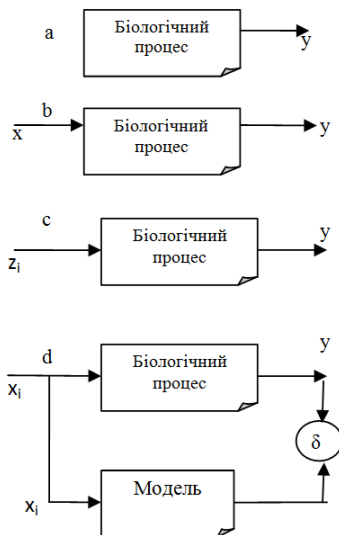 a
Біологічний
процес
y
b
x
Біологічний
процес
y
c
zᵢ
Біологічний
процес
y
d
xᵢ
Біологічний
процес
y
δ
xᵢ
Модель